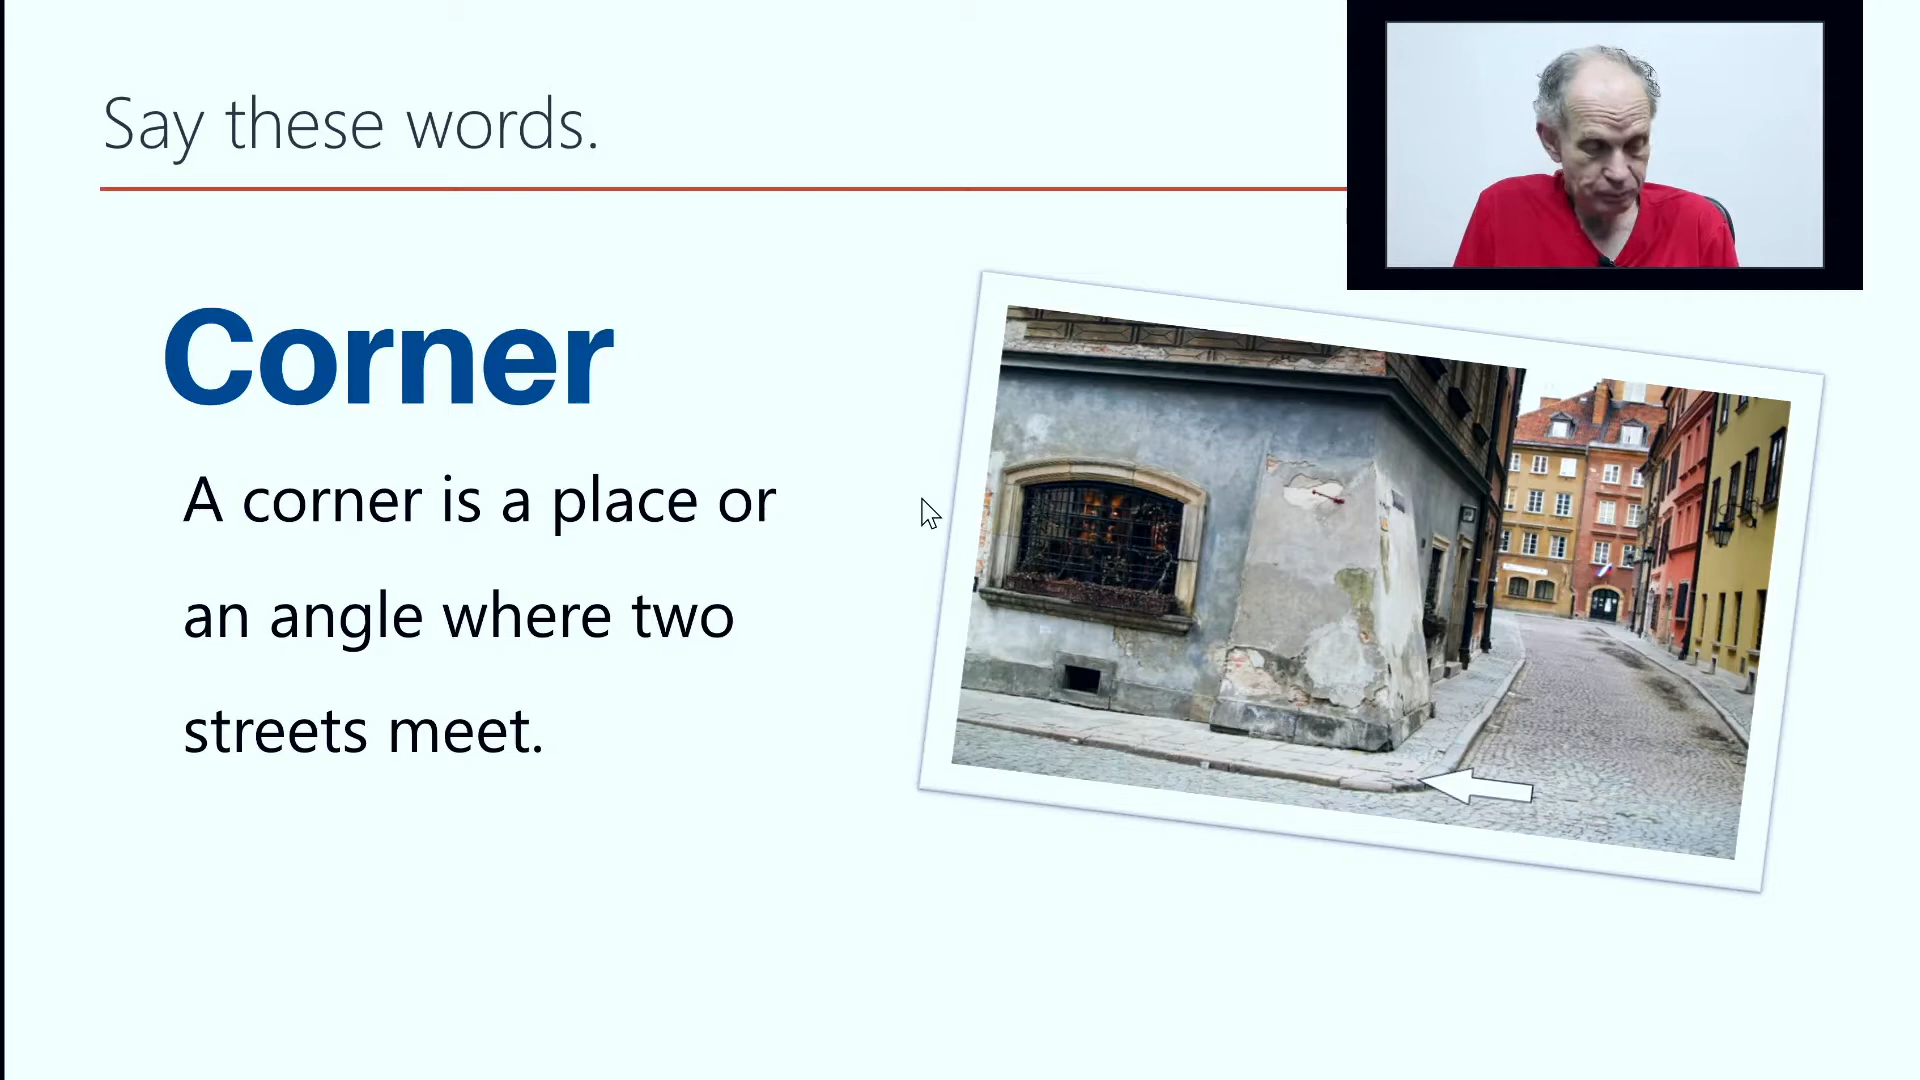 Say these words.
Corner
A corner is a place or
an angle where two
streets meet.